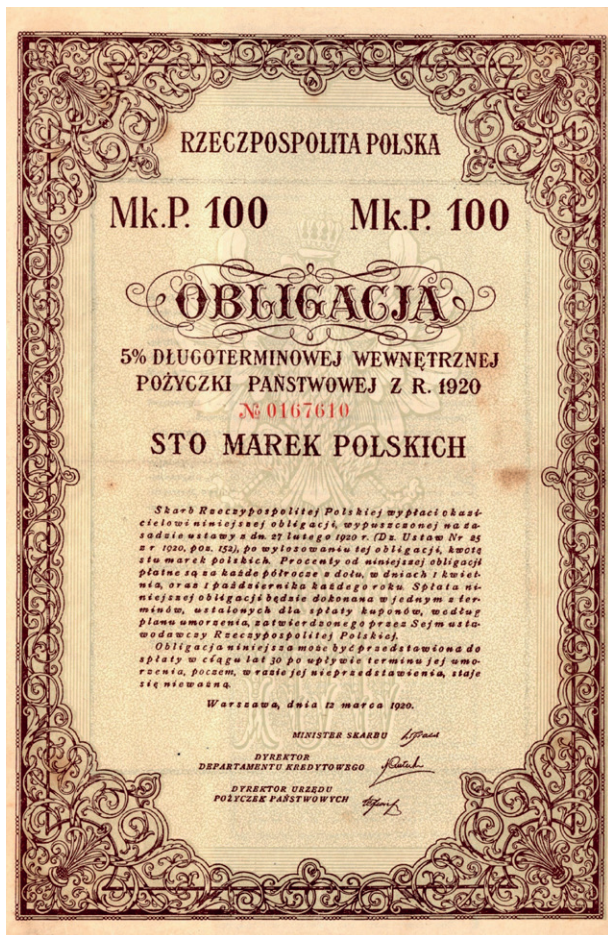 RZECZPOSPOLITA POLSKA
Mk.P. 100 Mk.P. 100
OBLIGACJA
5% DŁUGOTERMINOWEJ WEWNĘTRZNEJ
POŻYCZKI PAŃSTWOWEJ Z R. 1920
№ 0167610
STO MAREK POLSKICH
Skarb Rzeczypospolitej Polskiej wypłaci okazi-
cielowi niniejszej obligacji, wypuszczonej na za-
sadzie ustawy z dn. 27 lutego 1920 r. (Dz. Ustaw Nr 25
z r 1920, poz. 152), po wylosowaniu tej obligacji, kwotę
stu marek polskich. Procenty od niniejszej obligacji
płatne są za każde półrocze z dołu, w dniach 1 kwiet-
nia, oraz 1 października każdego roku. Spłata ni-
niejszej obligacji będzie dokonana w jednym z ter-
minów, ustalonych dla spłaty kuponów, według
planu umorzenia, zatwierdzonego przez Sejm usta-
wodawczy Rzeczypospolitej Polskiej.
Obligacja niniejsza może być przedstawiona do
spłaty w ciągu lat 30 po upływie terminu jej umo-
rzenia, poczem, w razie jej nieprzedstawienia, staje
się nieważną.
Warszawa, dnia 12 marca 1920.
MINISTER SKARBU
DYREKTOR
DEPARTAMENTU KREDYTOWEGO
DYREKTOR URZĘDU
POŻYCZEK PAŃSTWOWYCH